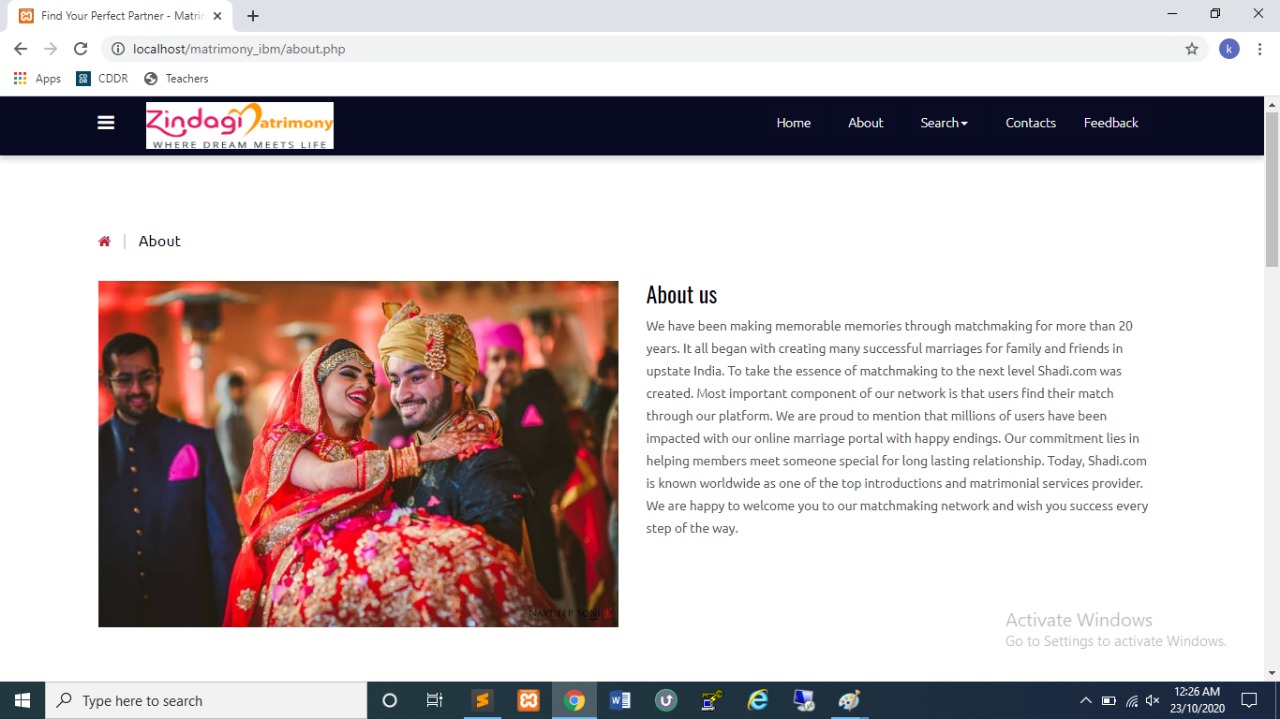 Find Your Perfect Partner - Matrim
localhost/matrimony_ibm/about.php
k
Apps CDDR Teachers
Zindagi Matrimony
WHERE DREAM MEETS LIFE
Home About Search Contacts Feedback
About
About us
We have been making memorable memories through matchmaking for more than 20
years. It all began with creating many successful marriages for family and friends in
upstate India. To take the essence of matchmaking to the next level Shadi.com was
created. Most important component of our network is that users find their match
through our platform. We are proud to mention that millions of users have been
impacted with our online marriage portal with happy endings. Our commitment lies in
helping members meet someone special for long lasting relationship. Today, Shadi.com
is known worldwide as one of the top introductions and matrimonial services provider.
We are happy to welcome you to our matchmaking network and wish you success every
step of the way.
NAVDEEP SONI
Activate Windows
Go to Settings to activate Windows.
Type here to search
12:26 AM
23/10/2020